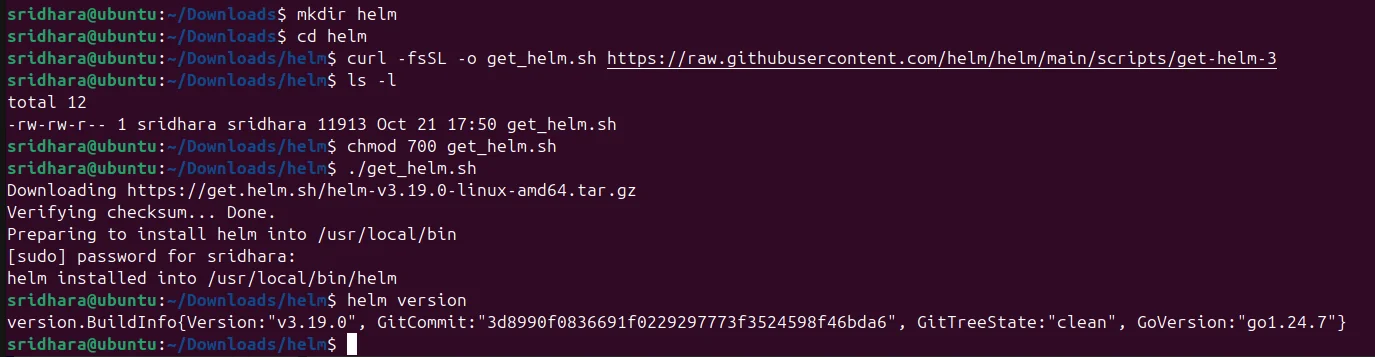 sridhara@ubuntu:~/Downloads$ mkdir helm
sridhara@ubuntu:~/Downloads$ cd helm
sridhara@ubuntu:~/Downloads/helm$ curl -fsSL -o get_helm.sh https://raw.githubusercontent.com/helm/helm/main/scripts/get-helm-3
sridhara@ubuntu:~/Downloads/helm$ ls -l
total 12
-rw-rw-r-- 1 sridhara sridhara 11913 Oct 21 17:50 get_helm.sh
sridhara@ubuntu:~/Downloads/helm$ chmod 700 get_helm.sh
sridhara@ubuntu:~/Downloads/helm$ ./get_helm.sh
Downloading https://get.helm.sh/helm-v3.19.0-linux-amd64.tar.gz
Verifying checksum... Done.
Preparing to install helm into /usr/local/bin
[sudo] password for sridhara:
helm installed into /usr/local/bin/helm
sridhara@ubuntu:~/Downloads/helm$ helm version
version.BuildInfo{Version:"v3.19.0", GitCommit:"3d8990f0836691f0229297773f3524598f46bda6", GitTreeState:"clean", GoVersion:"go1.24.7"}
sridhara@ubuntu:~/Downloads/helm$